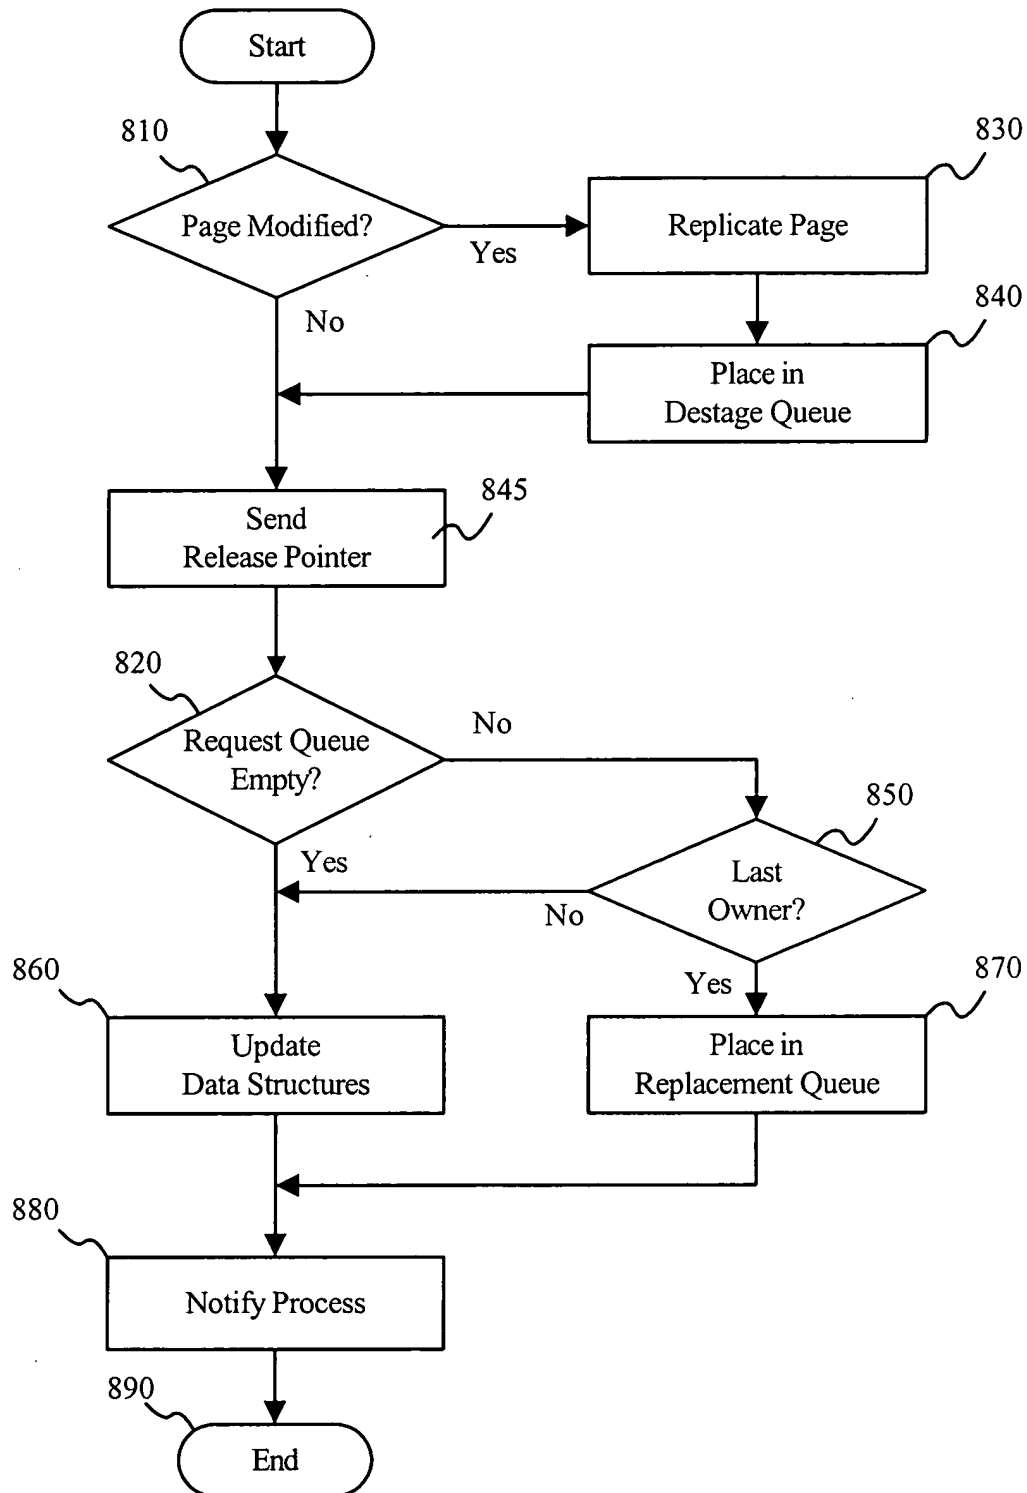 Start
810
Page Modified?
Yes
No
830
Replicate Page
840
Place in
Destage Queue
845
Send
Release Pointer
820
Request Queue
Empty?
No
Yes
850
Last
Owner?
No
Yes
860
Update
Data Structures
870
Place in
Replacement Queue
880
Notify Process
890
End